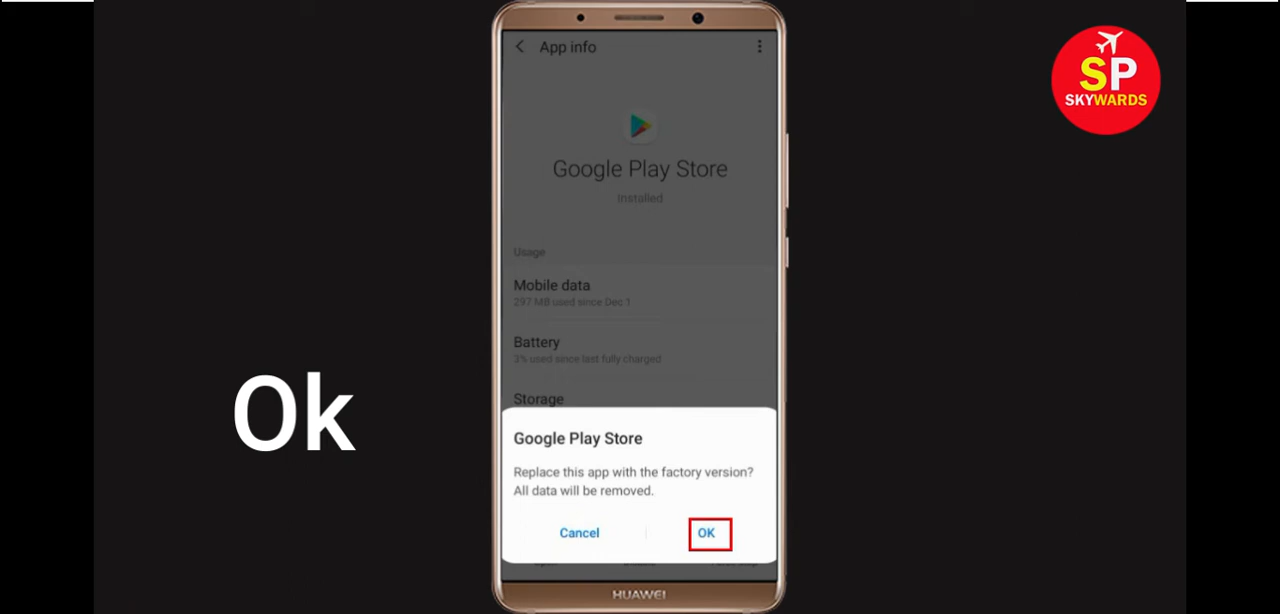 App info
SP
SKYWARDS
Google Play Store
Installed
Usage
Mobile data
297 MB used since Dec 1
Battery
3% used since last fully charged
Storage
Ok
Google Play Store
Replace this app with the factory version?
All data will be removed.
Cancel
OK
HUAWEI